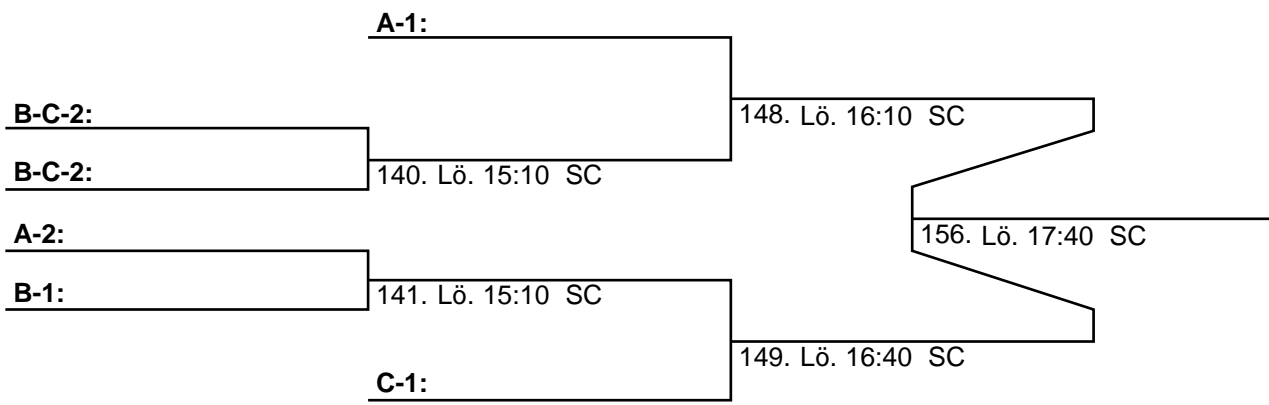 A-1:
B-C-2:
148. Lö. 16:10 SC
B-C-2:
140. Lö. 15:10 SC
A-2:
156. Lö. 17:40 SC
B-1:
141. Lö. 15:10 SC
149. Lö. 16:40 SC
C-1: